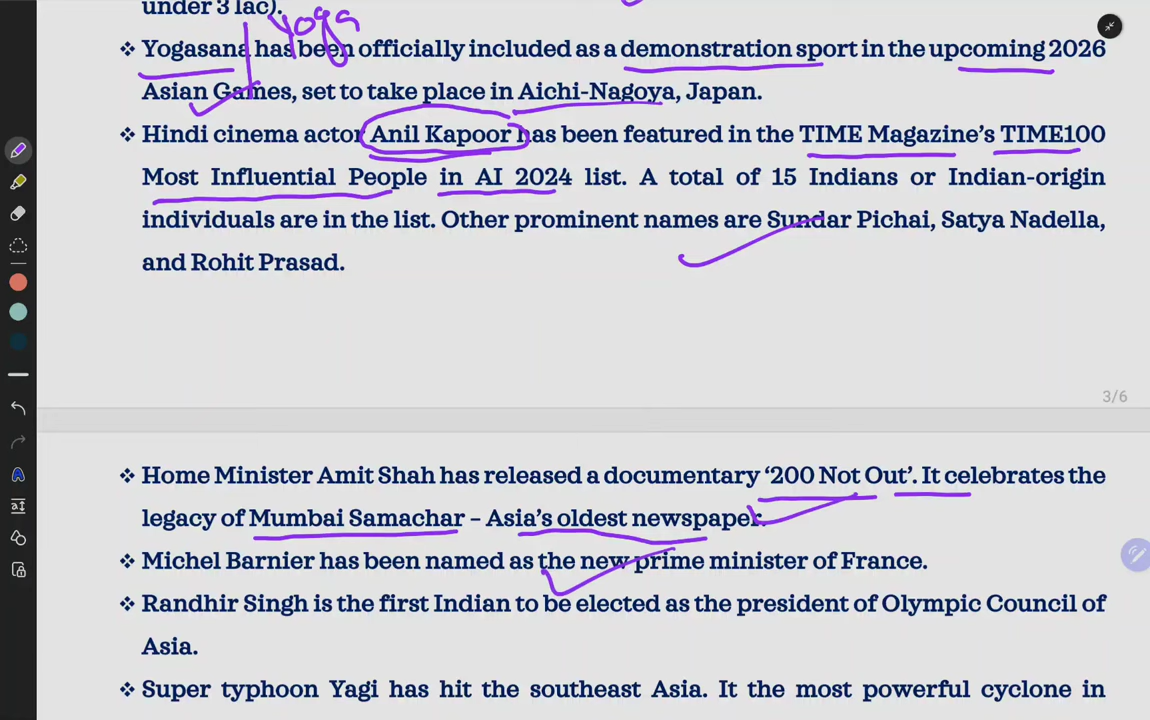 under 3 lac).
Yoga
❖ Yogasana has been officially included as a demonstration sport in the upcoming 2026
Asian Games, set to take place in Aichi-Nagoya, Japan.
❖ Hindi cinema actor Anil Kapoor has been featured in the TIME Magazine's TIME100
Most Influential People in AI 2024 list. A total of 15 Indians or Indian-origin
individuals are in the list. Other prominent names are Sundar Pichai, Satya Nadella,
and Rohit Prasad.
3/6
❖ Home Minister Amit Shah has released a documentary '200 Not Out'. It celebrates the
legacy of Mumbai Samachar – Asia's oldest newspaper.
❖ Michel Barnier has been named as the new prime minister of France.
❖ Randhir Singh is the first Indian to be elected as the president of Olympic Council of
Asia.
❖ Super typhoon Yagi has hit the southeast Asia. It the most powerful cyclone in